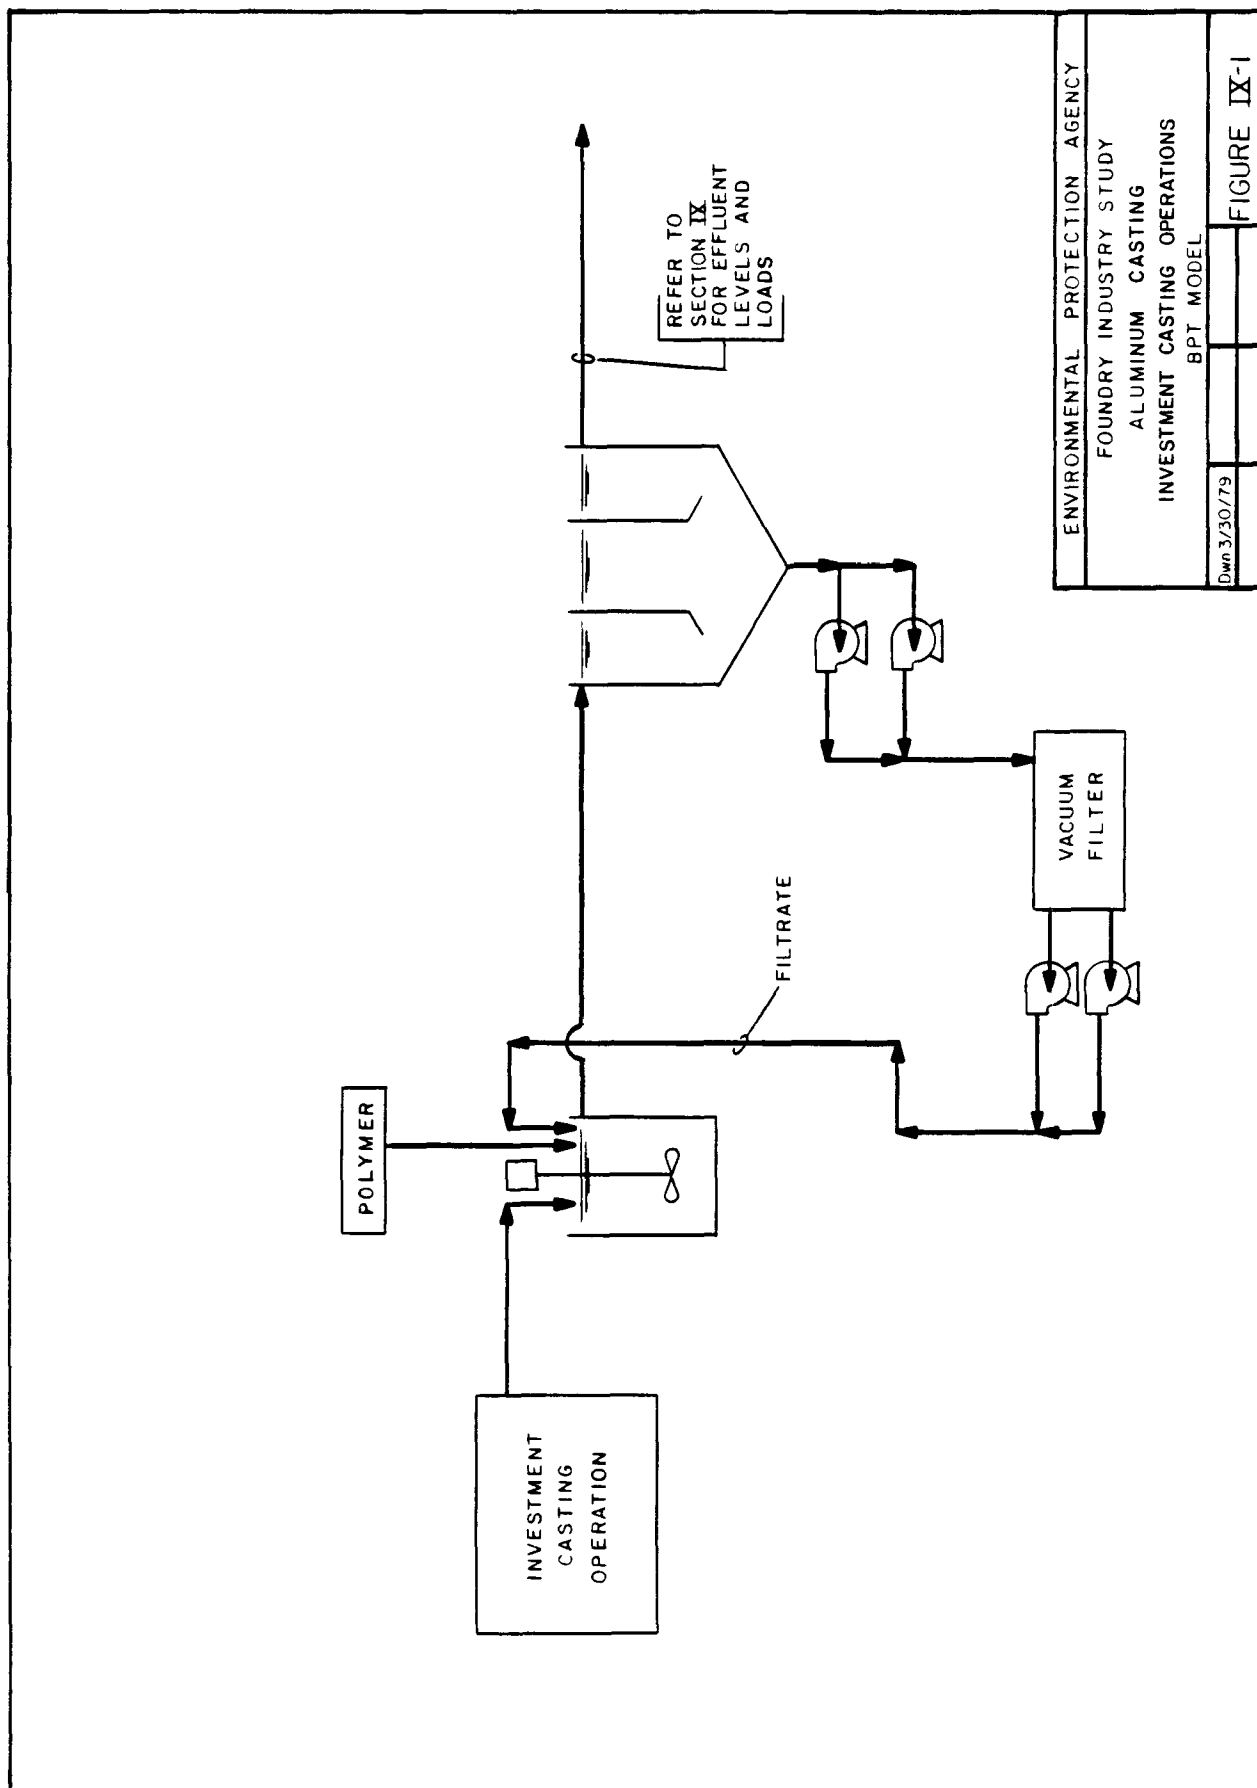 POLYMER
INVESTMENT
CASTING
OPERATION
FILTRATE
VACUUM
FILTER
REFER TO
SECTION IX
FOR EFFLUENT
LEVELS AND
LOADS
ENVIRONMENTAL PROTECTION AGENCY
FOUNDRY INDUSTRY STUDY
ALUMINUM CASTING
INVESTMENT CASTING OPERATIONS
BPT MODEL
Dwn 3/30/79
FIGURE IX-1